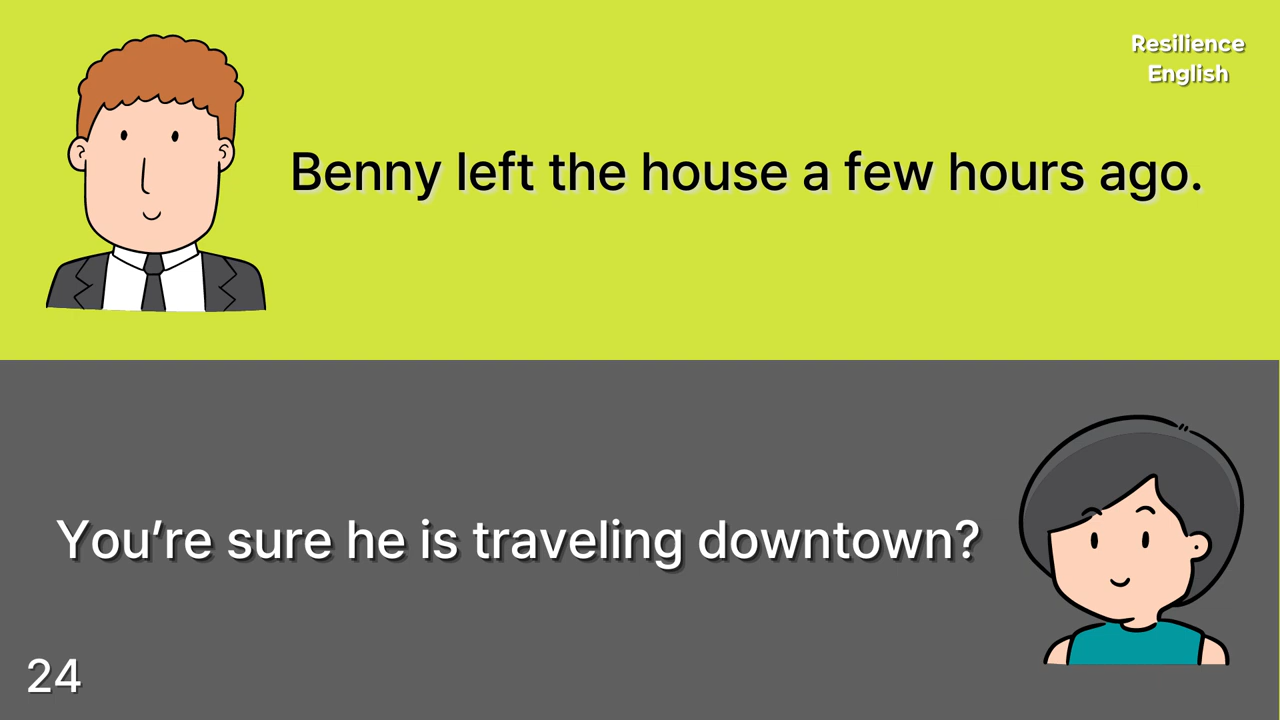 Resilience
English
Benny left the house a few hours ago.
You’re sure he is traveling downtown?
24